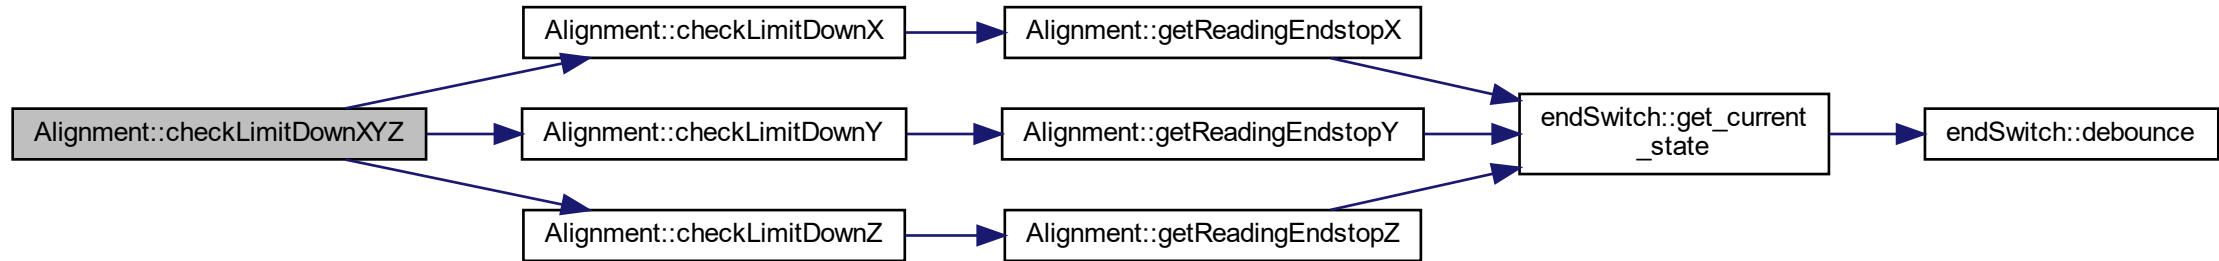 Alignment::checkLimitDownXYZ
Alignment::checkLimitDownX
Alignment::getReadingEndstopX
Alignment::checkLimitDownY
Alignment::getReadingEndstopY
Alignment::checkLimitDownZ
Alignment::getReadingEndstopZ
endSwitch::get_current
_state
endSwitch::debounce